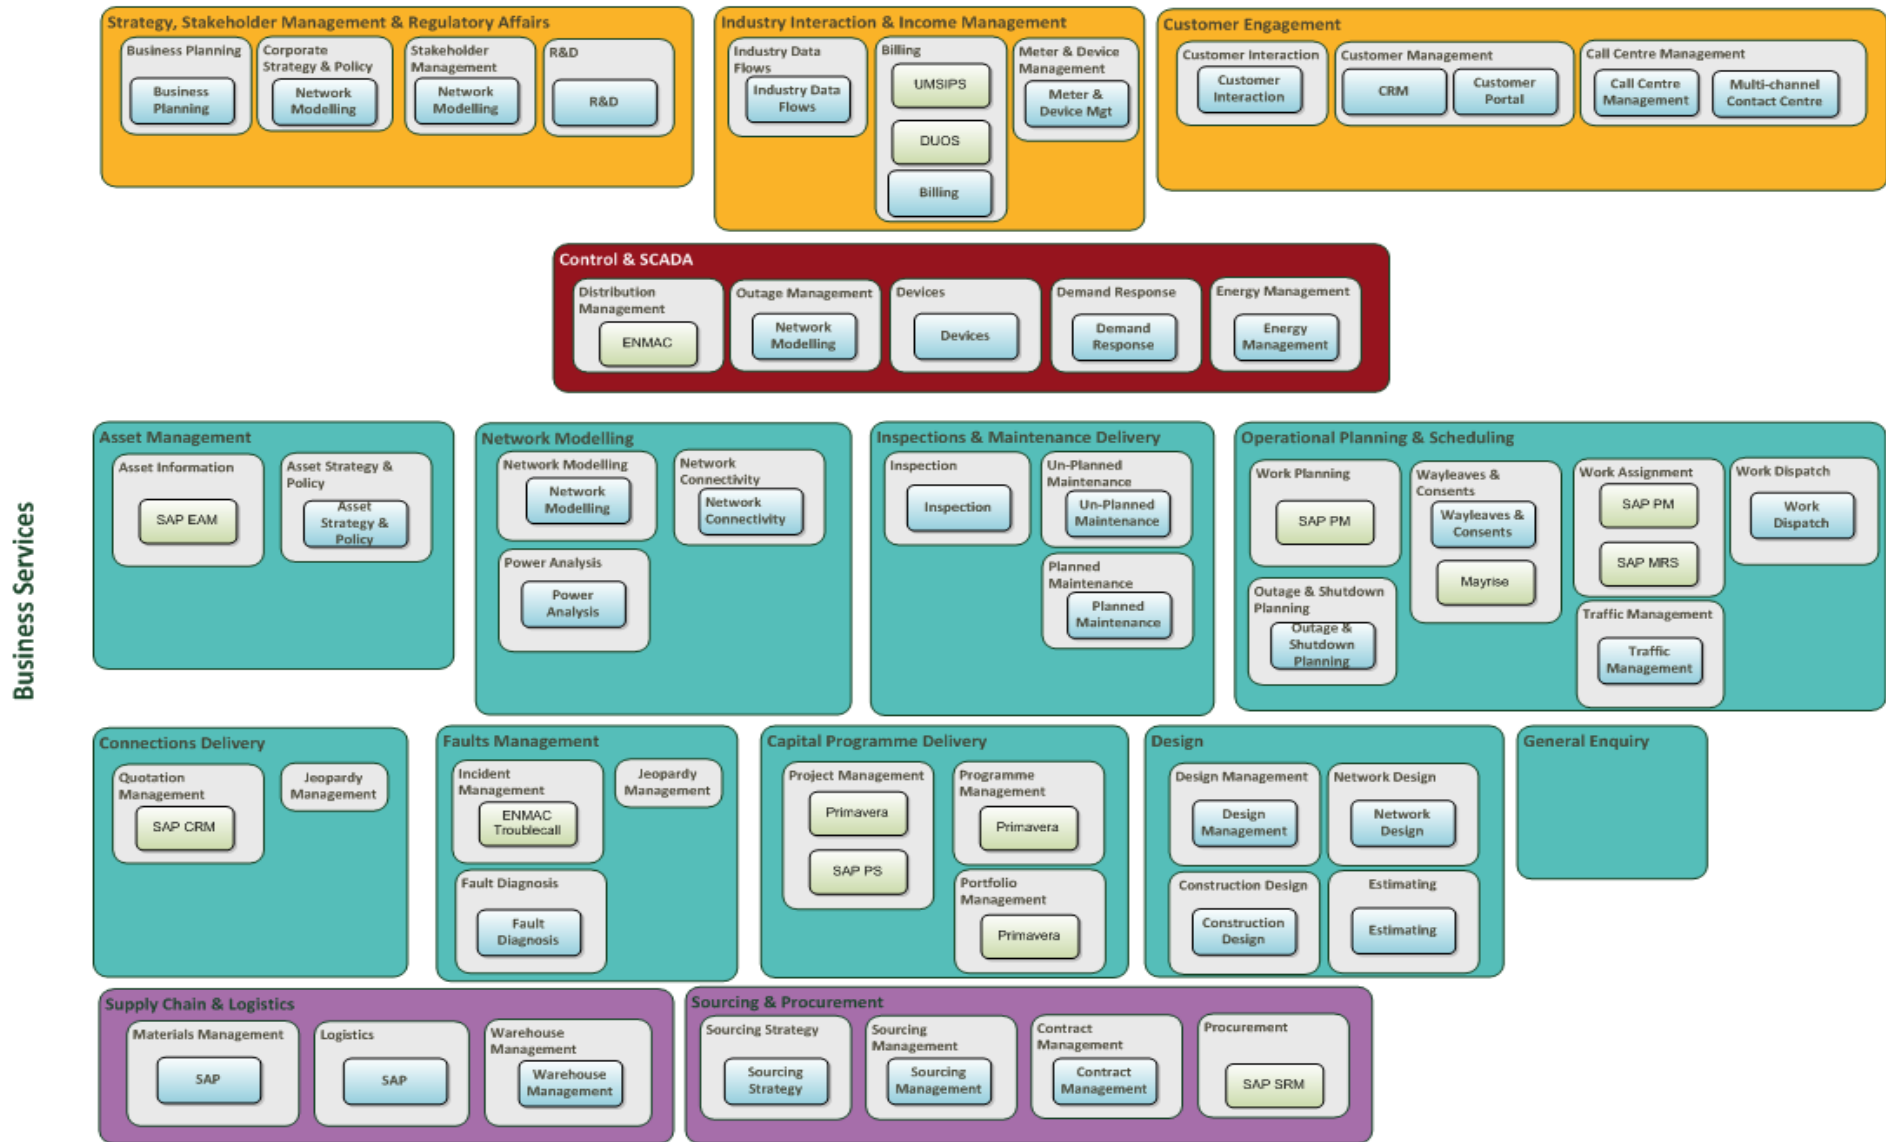 Business Services
Strategy, Stakeholder Management & Regulatory Affairs
Business Planning
Business
Planning
Corporate
Strategy & Policy
Network
Modelling
Stakeholder
Management
Network
Modelling
R&D
R&D
Industry Interaction & Income Management
Industry Data
Flows
Industry Data
Flows
Billing
UMSIPS
DUOS
Billing
Meter & Device
Management
Meter &
Device Mgt
Customer Engagement
Customer Interaction
Customer
Interaction
Customer Management
CRM
Customer
Portal
Call Centre Management
Call Centre
Management
Multi-channel
Contact Centre
Control & SCADA
Distribution
Management
ENMAC
Outage Management
Network
Modelling
Devices
Devices
Demand Response
Demand
Response
Energy Management
Energy
Management
Asset Management
Asset Information
SAP EAM
Asset Strategy &
Policy
Asset
Strategy &
Policy
Network Modelling
Network Modelling
Network
Modelling
Network
Connectivity
Network
Connectivity
Power Analysis
Power
Analysis
Inspections & Maintenance Delivery
Inspection
Inspection
Un-Planned
Maintenance
Un-Planned
Maintenance
Planned
Maintenance
Planned
Maintenance
Operational Planning & Scheduling
Work Planning
SAP PM
Wayleaves &
Consents
Wayleaves &
Consents
Mayrise
Work Assignment
SAP PM
SAP MRS
Work Dispatch
Work
Dispatch
Outage & Shutdown
Planning
Outage &
Shutdown
Planning
Traffic Management
Traffic
Management
Connections Delivery
Quotation
Management
SAP CRM
Jeopardy
Management
Faults Management
Incident
Management
ENMAC
Troublecall
Jeopardy
Management
Fault Diagnosis
Fault
Diagnosis
Capital Programme Delivery
Project Management
Primavera
SAP PS
Programme
Management
Primavera
Portfolio
Management
Primavera
Design
Design Management
Design
Management
Network Design
Network
Design
Construction Design
Construction
Design
Estimating
Estimating
General Enquiry
Supply Chain & Logistics
Materials Management
SAP
Logistics
SAP
Warehouse
Management
Warehouse
Management
Sourcing & Procurement
Sourcing Strategy
Sourcing
Strategy
Sourcing
Management
Sourcing
Management
Contract
Management
Contract
Management
Procurement
SAP SRM